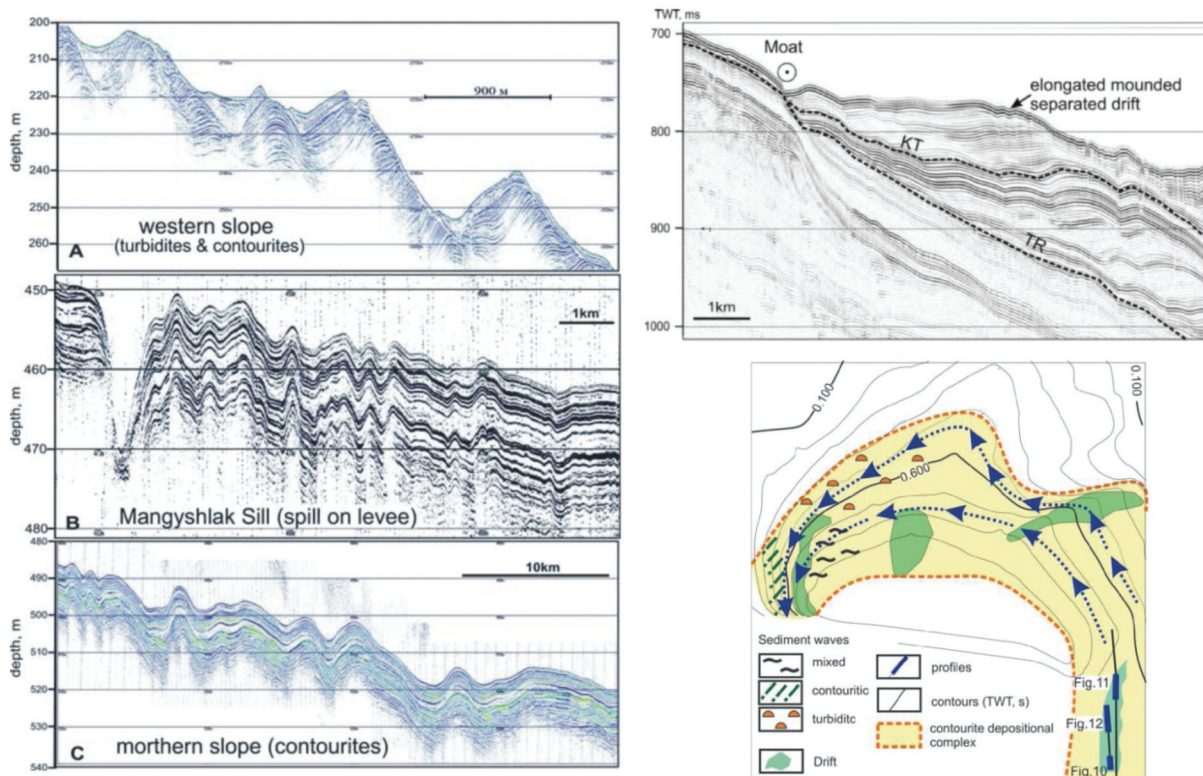 200
210
220
230
240
250
260
depth, m
900 м
western slope
(turbidites & contourites)
A
450
460
470
480
depth, m
1km
Mangyshlak Sill (spill on levee)
B
480
490
500
510
520
530
540
depth, m
10km
morthern slope (contourites)
C
TWT, ms
700
800
900
1000
Moat
elongated mounded
separated drift
KT
TR
1km
0.100
0.100
0.600
Sediment waves
mixed
contouritic
turbiditc
Drift
profiles
contours (TWT, s)
contourite depositional
complex
Fig.11
Fig.12
Fig.10